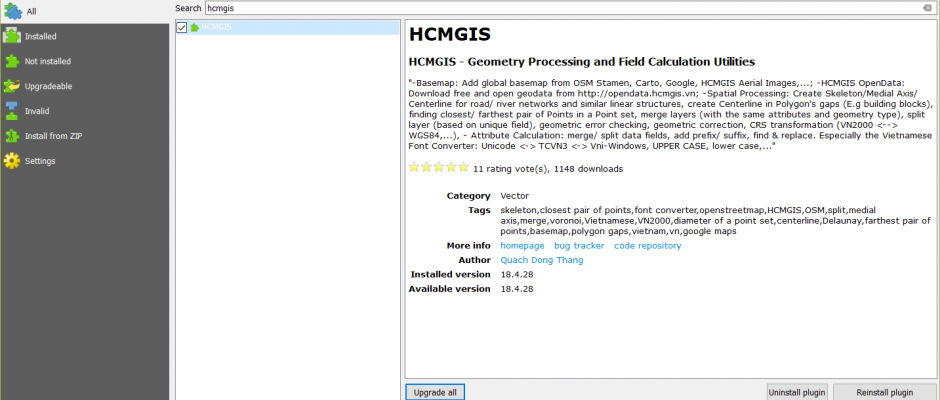 All
Installed
Not installed
Upgradeable
Invalid
Install from ZIP
Settings
Search hcmgis
HCMGIS
HCMGIS
HCMGIS - Geometry Processing and Field Calculation Utilities
"-Basemap: Add global basemap from OSM Stamen, Carto, Google, HCMGIS Aerial Images,...; -HCMGIS OpenData:
Download free and open geodata from http://opendata.hcmgis.vn; -Spatial Processing: Create Skeleton/Medial Axis/
Centerline for road/ river networks and similar linear structures, create Centerline in Polygon's gaps (E.g building blocks),
finding closest/ farthest pair of Points in a Point set, merge layers (with the same attributes and geometry type), split
layer (based on unique field), geometric error checking, geometric correction, CRS transformation (VN2000 <-->
WGS84,...), - Attribute Calculation: merge/ split data fields, add prefix/ suffix, find & replace. Especially the Vietnamese
Font Converter: Unicode <-> TCVN3 <-> Vni-Windows, UPPER CASE, lower case,..."
11 rating vote(s), 1148 downloads
Category Vector
Tags skeleton,closest pair of points,font converter,openstreetmap,HCMGIS,OSM,split,medial
axis,merge,voronoi,Vietnamese,VN2000,diameter of a point set,centerline,Delaunay,farthest pair of
points,basemap,polygon gaps,vietnam,vn,google maps
More info homepage bug tracker code repository
Author Quach Dong Thang
Installed version 18.4.28
Available version 18.4.28
Upgrade all Uninstall plugin Reinstall plugin